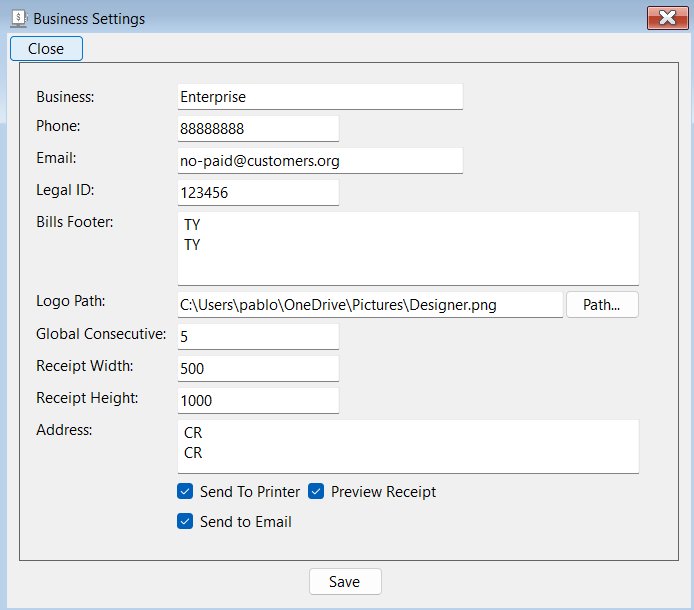 Business Settings
Close
Business: Enterprise
Phone: 88888888
Email: no-paid@customers.org
Legal ID: 123456
Bills Footer: TY
TY
Logo Path: C:\Users\pablo\OneDrive\Pictures\Designer.png Path...
Global Consecutive: 5
Receipt Width: 500
Receipt Height: 1000
Address: CR
CR
Send To Printer Preview Receipt
Send to Email
Save